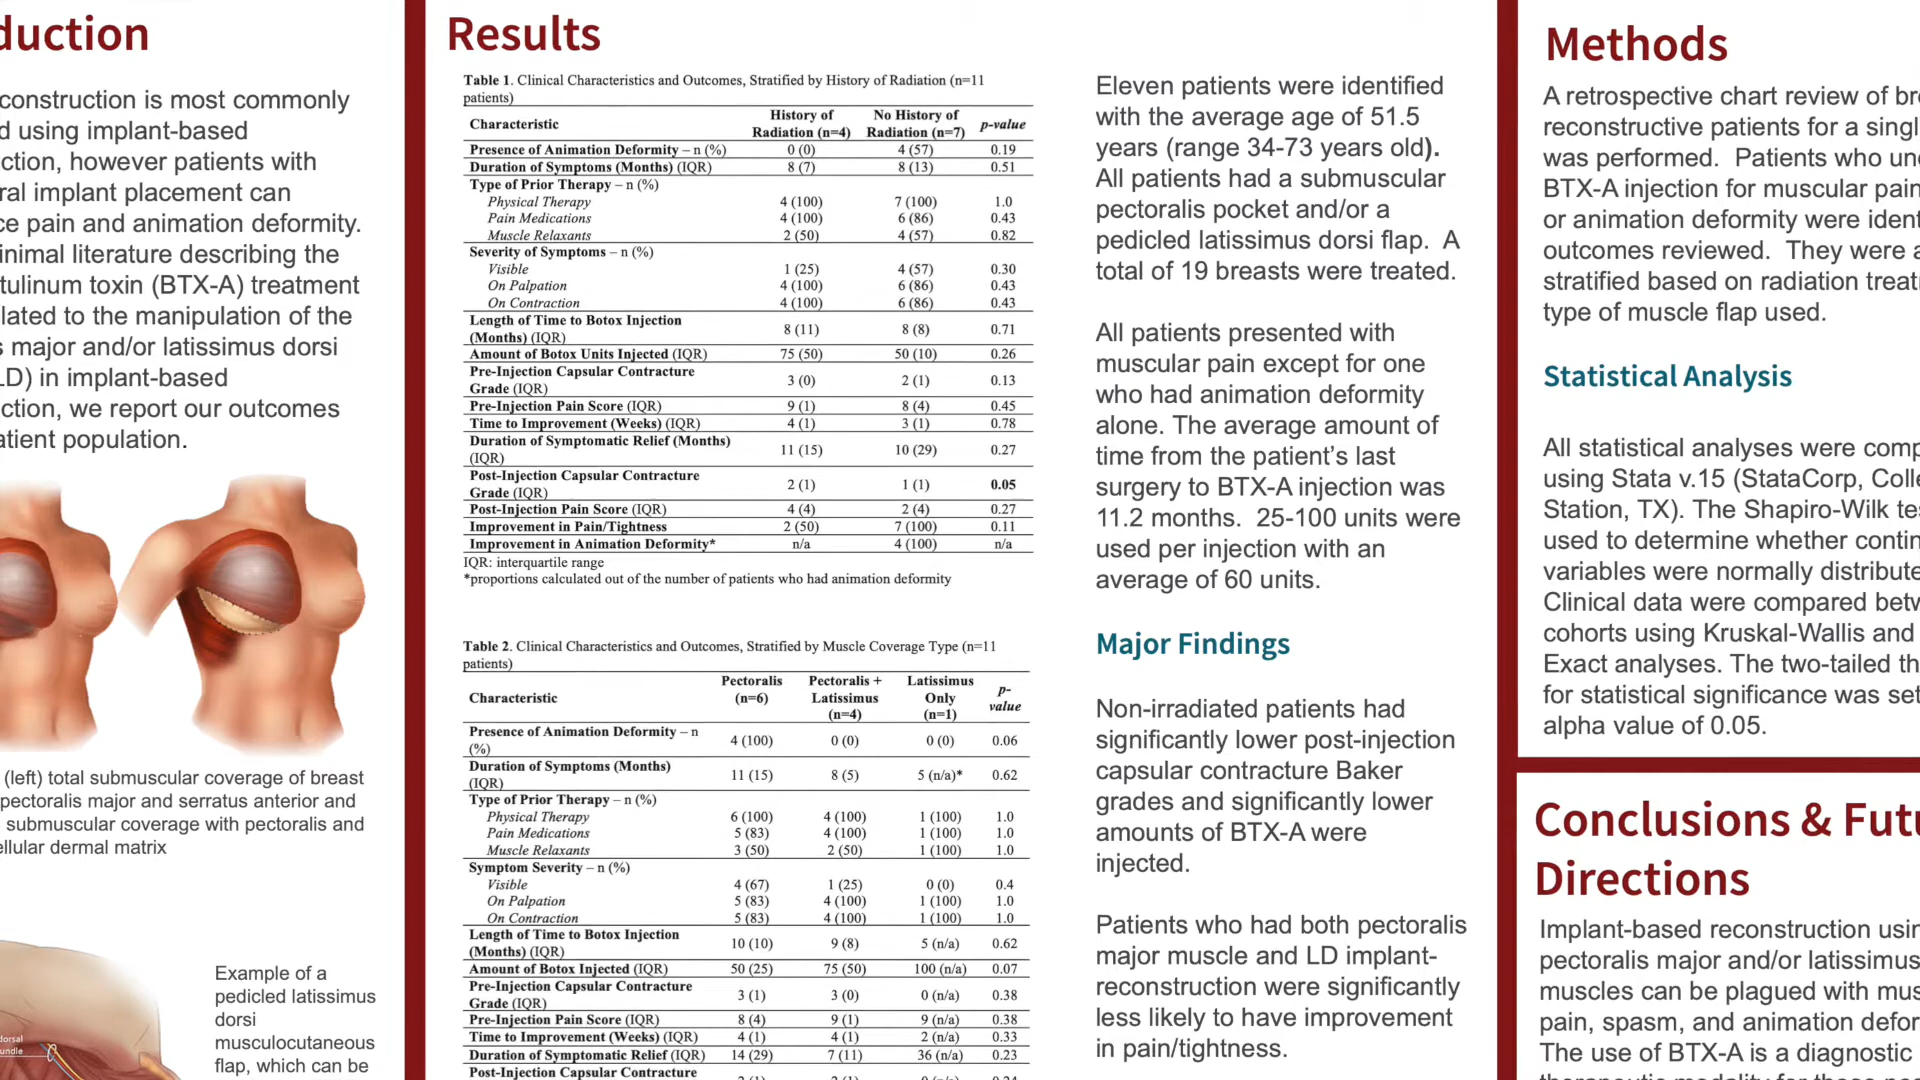 duction
construction is most commonly
d using implant-based
ction, however patients with
ral implant placement can
ce pain and animation deformity.
inimal literature describing the
tulinum toxin (BTX-A) treatment
lated to the manipulation of the
s major and/or latissimus dorsi
LD) in implant-based
ction, we report our outcomes
atient population.
(left) total submuscular coverage of breast
pectoralis major and serratus anterior and
submuscular coverage with pectoralis and
ellular dermal matrix
Example of a
pedicled latissimus
dorsi
musculocutaneous
flap, which can be
dorsal
undle
Results
Table 1. Clinical Characteristics and Outcomes, Stratified by History of Radiation (n=11
patients)
Characteristic History of Radiation (n=4) No History of Radiation (n=7) p-value
Presence of Animation Deformity – n (%) 0 (0) 4 (57) 0.19
Duration of Symptoms (Months) (IQR) 8 (7) 8 (13) 0.51
Type of Prior Therapy – n (%)
Physical Therapy 4 (100) 7 (100) 1.0
Pain Medications 4 (100) 6 (86) 0.43
Muscle Relaxants 2 (50) 4 (57) 0.82
Severity of Symptoms – n (%)
Visible 1 (25) 4 (57) 0.30
On Palpation 4 (100) 6 (86) 0.43
On Contraction 4 (100) 6 (86) 0.43
Length of Time to Botox Injection
(Months) (IQR) 8 (11) 8 (8) 0.71
Amount of Botox Units Injected (IQR) 75 (50) 50 (10) 0.26
Pre-Injection Capsular Contracture
Grade (IQR) 3 (0) 2 (1) 0.13
Pre-Injection Pain Score (IQR) 9 (1) 8 (4) 0.45
Time to Improvement (Weeks) (IQR) 4 (1) 3 (1) 0.78
Duration of Symptomatic Relief (Months)
(IQR) 11 (15) 10 (29) 0.27
Post-Injection Capsular Contracture
Grade (IQR) 2 (1) 1 (1) 0.05
Post-Injection Pain Score (IQR) 4 (4) 2 (4) 0.27
Improvement in Pain/Tightness 2 (50) 7 (100) 0.11
Improvement in Animation Deformity* n/a 4 (100) n/a
IQR: interquartile range
*proportions calculated out of the number of patients who had animation deformity
Table 2. Clinical Characteristics and Outcomes, Stratified by Muscle Coverage Type (n=11
patients)
Characteristic Pectoralis (n=6) Pectoralis + Latissimus (n=4) Latissimus Only (n=1) p-value
Presence of Animation Deformity – n
(%) 4 (100) 0 (0) 0 (0) 0.06
Duration of Symptoms (Months)
(IQR) 11 (15) 8 (5) 5 (n/a)* 0.62
Type of Prior Therapy – n (%)
Physical Therapy 6 (100) 4 (100) 1 (100) 1.0
Pain Medications 5 (83) 4 (100) 1 (100) 1.0
Muscle Relaxants 3 (50) 2 (50) 1 (100) 1.0
Symptom Severity – n (%)
Visible 4 (67) 1 (25) 0 (0) 0.4
On Palpation 5 (83) 4 (100) 1 (100) 1.0
On Contraction 5 (83) 4 (100) 1 (100) 1.0
Length of Time to Botox Injection
(Months) (IQR) 10 (10) 9 (8) 5 (n/a) 0.62
Amount of Botox Injected (IQR) 50 (25) 75 (50) 100 (n/a) 0.07
Pre-Injection Capsular Contracture
Grade (IQR) 3 (1) 3 (0) 0 (n/a) 0.38
Pre-Injection Pain Score (IQR) 8 (4) 9 (1) 9 (n/a) 0.38
Time to Improvement (Weeks) (IQR) 4 (1) 4 (1) 2 (n/a) 0.33
Duration of Symptomatic Relief (IQR) 14 (29) 7 (11) 36 (n/a) 0.23
Post-Injection Capsular Contracture
Eleven patients were identified
with the average age of 51.5
years (range 34-73 years old).
All patients had a submuscular
pectoralis pocket and/or a
pedicled latissimus dorsi flap. A
total of 19 breasts were treated.
All patients presented with
muscular pain except for one
who had animation deformity
alone. The average amount of
time from the patient's last
surgery to BTX-A injection was
11.2 months. 25-100 units were
used per injection with an
average of 60 units.
Major Findings
Non-irradiated patients had
significantly lower post-injection
capsular contracture Baker
grades and significantly lower
amounts of BTX-A were
injected.
Patients who had both pectoralis
major muscle and LD implant-
reconstruction were significantly
less likely to have improvement
in pain/tightness.
Methods
A retrospective chart review of bre
reconstructive patients for a singl
was performed. Patients who und
BTX-A injection for muscular pain
or animation deformity were ident
outcomes reviewed. They were a
stratified based on radiation treat
type of muscle flap used.
Statistical Analysis
All statistical analyses were comp
using Stata v.15 (StataCorp, Colle
Station, TX). The Shapiro-Wilk te
used to determine whether contin
variables were normally distribute
Clinical data were compared betw
cohorts using Kruskal-Wallis and
Exact analyses. The two-tailed th
for statistical significance was set
alpha value of 0.05.
Conclusions & Futu
Directions
Implant-based reconstruction usin
pectoralis major and/or latissimus
muscles can be plagued with mus
pain, spasm, and animation defor
The use of BTX-A is a diagnostic